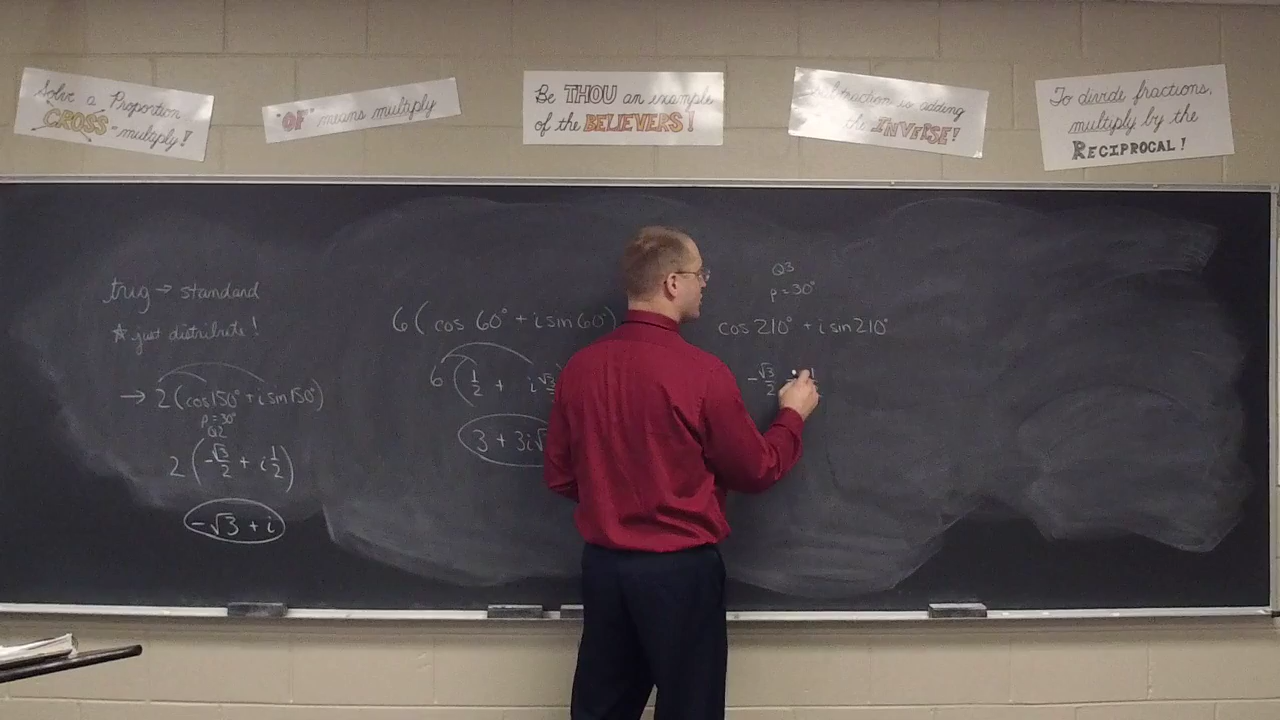 Solve a Proportion
"CROSS" multiply!
"OF" means multiply
Be THOU an example
of the BELIEVERS!
Subtraction is adding
the INVERSE!
To divide fractions,
multiply by the
RECIPROCAL!
trig → standard
☆ just distribute!
→ 2(cos150° + i sin150°)
p = 30°
Q2
2(-√3/2 + i 1/2)
-√3 + i
6(cos 60° + i sin 60°)
6(1/2 + i √3/2
3 + 3i√
Q3
p = 30°
cos 210° + i sin 210°
-√3/2